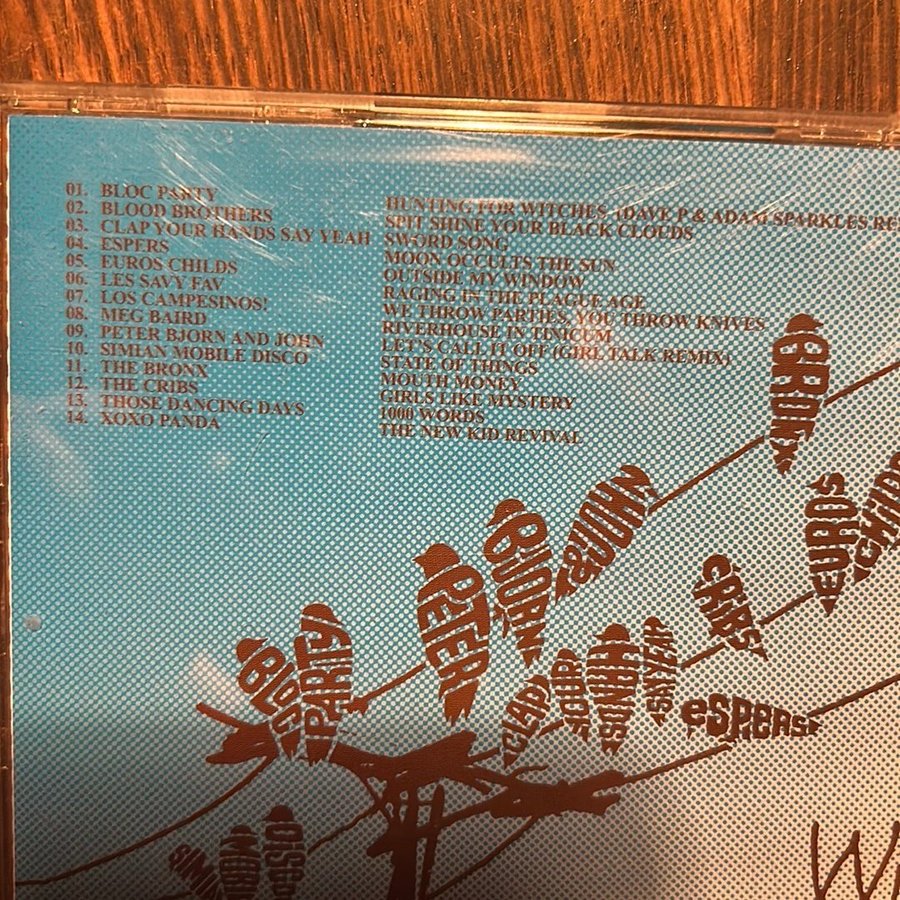 01. BLOC PARTY HUNTING FOR WITCHES (DAVE P & ADAM SPARKLES RE
02. BLOOD BROTHERS SPIT SHINE YOUR BLACK CLOUDS
03. CLAP YOUR HANDS SAY YEAH SWORD SONG
04. ESPERS MOON OCCULTS THE SUN
05. EUROS CHILDS OUTSIDE MY WINDOW
06. LES SAVY FAV RAGING IN THE PLAGUE AGE
07. LOS CAMPESINOS! WE THROW PARTIES, YOU THROW KNIVES
08. MEG BAIRD RIVERHOUSE IN TINICUM
09. PETER BJORN AND JOHN LET'S CALL IT OFF (GIRL TALK REMIX)
10. SIMIAN MOBILE DISCO STATE OF THINGS
11. THE BRONX MOUTH MONEY
12. THE CRIBS GIRLS LIKE MYSTERY
13. THOSE DANCING DAYS 1000 WORDS
14. XOXO PANDA THE NEW KID REVIVAL
BRONX
EUROS CHILDS
PETER BJORN & JOHN
CRIBS
BLOC PARTY
CLAP YOUR HANDS SAY YEAH
eSPeRS
DISCO